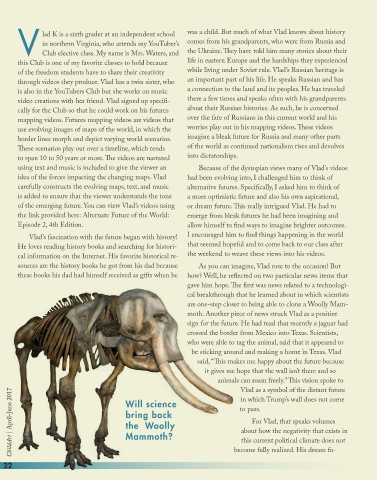 Vlad K is a sixth grader at an independent school
in northern Virginia, who attends my YouTuber's
Club elective class. My name is Mrs. Waters, and
this Club is one of my favorite classes to hold because
of the freedom students have to share their creativity
through videos they produce. Vlad has a twin sister, who
is also in the YouTubers Club but she works on music
video creations with her friend. Vlad signed up specifi-
cally for the Club so that he could work on his futures
mapping videos. Futures mapping videos are videos that
use evolving images of maps of the world, in which the
border lines morph and depict varying world scenarios.
These scenarios play out over a timeline, which tends
to span 10 to 50 years or more. The videos are narrated
using text and music is included to give the viewer an
idea of the forces impacting the changing maps. Vlad
carefully constructs the evolving maps, text, and music
is added to ensure that the viewer understands the tone
of the emerging future. You can view Vlad's videos using
the link provided here: Alternate Future of the World:
Episode 2, 4th Edition.
Vlad's fascination with the future began with history!
He loves reading history books and searching for histori-
cal information on the Internet. His favorite historical re-
sources are the history books he got from his dad because
these books his dad had himself received as gifts when he
was a child. But much of what Vlad knows about history
comes from his grandparents, who were from Russia and
the Ukraine. They have told him many stories about their
life in eastern Europe and the hardships they experienced
while living under Soviet rule. Vlad's Russian heritage is
an important part of his life. He speaks Russian and has
a connection to the land and its peoples. He has traveled
there a few times and speaks often with his grandparents
about their Russian histories. As such, he is concerned
over the fate of Russians in this current world and his
worries play out in his mapping videos. These videos
imagine a bleak future for Russia and many other parts
of the world as continued nationalism rises and devolves
into dictatorships.
Because of the dystopian views many of Vlad's videos
had been evolving into, I challenged him to think of
alternative futures. Specifically, I asked him to think of
a more optimistic future and also his own aspirational,
or dream future. This really intrigued Vlad. He had to
emerge from bleak futures he had been imagining and
allow himself to find ways to imagine brighter outcomes.
I encouraged him to find things happening in the world
that seemed hopeful and to come back to our class after
the weekend to weave these views into his videos.
As you can imagine, Vlad rose to the occasion! But
how? Well, he reflected on two particular news items that
gave him hope. The first was news related to a technologi-
cal breakthrough that he learned about in which scientists
are one-step closer to being able to clone a Woolly Mam-
moth. Another piece of news struck Vlad as a positive
sign for the future. He had read that recently a jaguar had
crossed the border from Mexico into Texas. Scientists,
who were able to tag the animal, said that it appeared to
be sticking around and making a home in Texas. Vlad
said, "This makes me happy about the future because
it gives me hope that the wall isn't there and so
animals can roam freely." This vision spoke to
Vlad as a symbol of the distant future
in which Trump's wall does not come
to pass.
For Vlad, that speaks volumes
about how the negativity that exists in
this current political climate does not
become fully realized. His dream fu-
Will science
bring back
the Woolly
Mammoth?
| April-June 2017
22